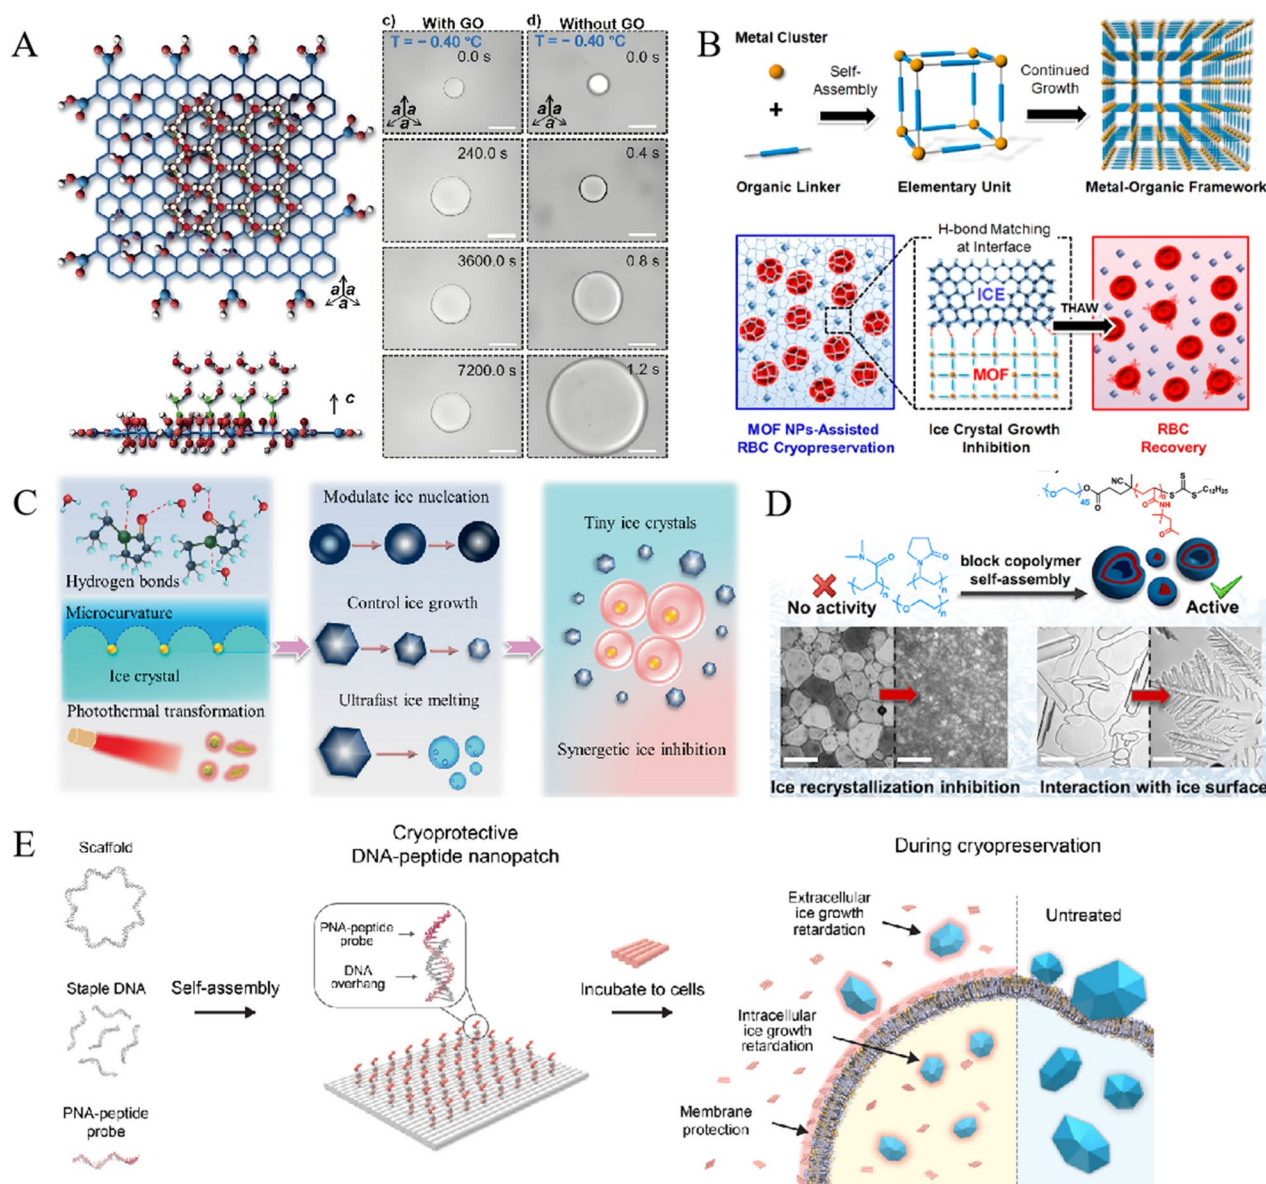 A
c)
With GO
d)
Without GO
T = − 0.40 °C
0.0 s
T = − 0.40 °C
0.0 s
a
a
a
a
a
a
240.0 s
0.4 s
3600.0 s
0.8 s
7200.0 s
1.2 s
a
a
a
c
B
Metal Cluster
+
Organic Linker
Self-
Assembly
Elementary Unit
Continued
Growth
Metal-Organic Framework
H-bond Matching
at Interface
ICE
MOF
THAW
MOF NPs-Assisted
RBC Cryopreservation
Ice Crystal Growth
Inhibition
RBC
Recovery
C
Hydrogen bonds
Microcurvature
Ice crystal
Photothermal transformation
Modulate ice nucleation
Control ice growth
Ultrafast ice melting
Tiny ice crystals
Synergetic ice inhibition
D
No activity
block copolymer
self-assembly
Active
Ice recrystallization inhibition
Interaction with ice surface
E
Scaffold
Staple DNA
PNA-peptide
probe
Self-assembly
Cryoprotective
DNA-peptide nanopatch
PNA-peptide
probe
DNA
overhang
Incubate to cells
During cryopreservation
Extracellular
ice growth
retardation
Untreated
Intracellular
ice growth
retardation
Membrane
protection